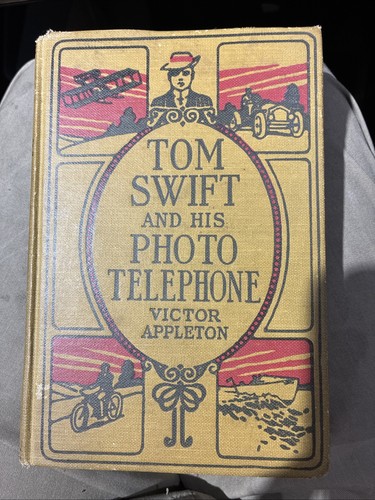 TOM
SWIFT
AND HIS
PHOTO
TELEPHONE
VICTOR
APPLETON